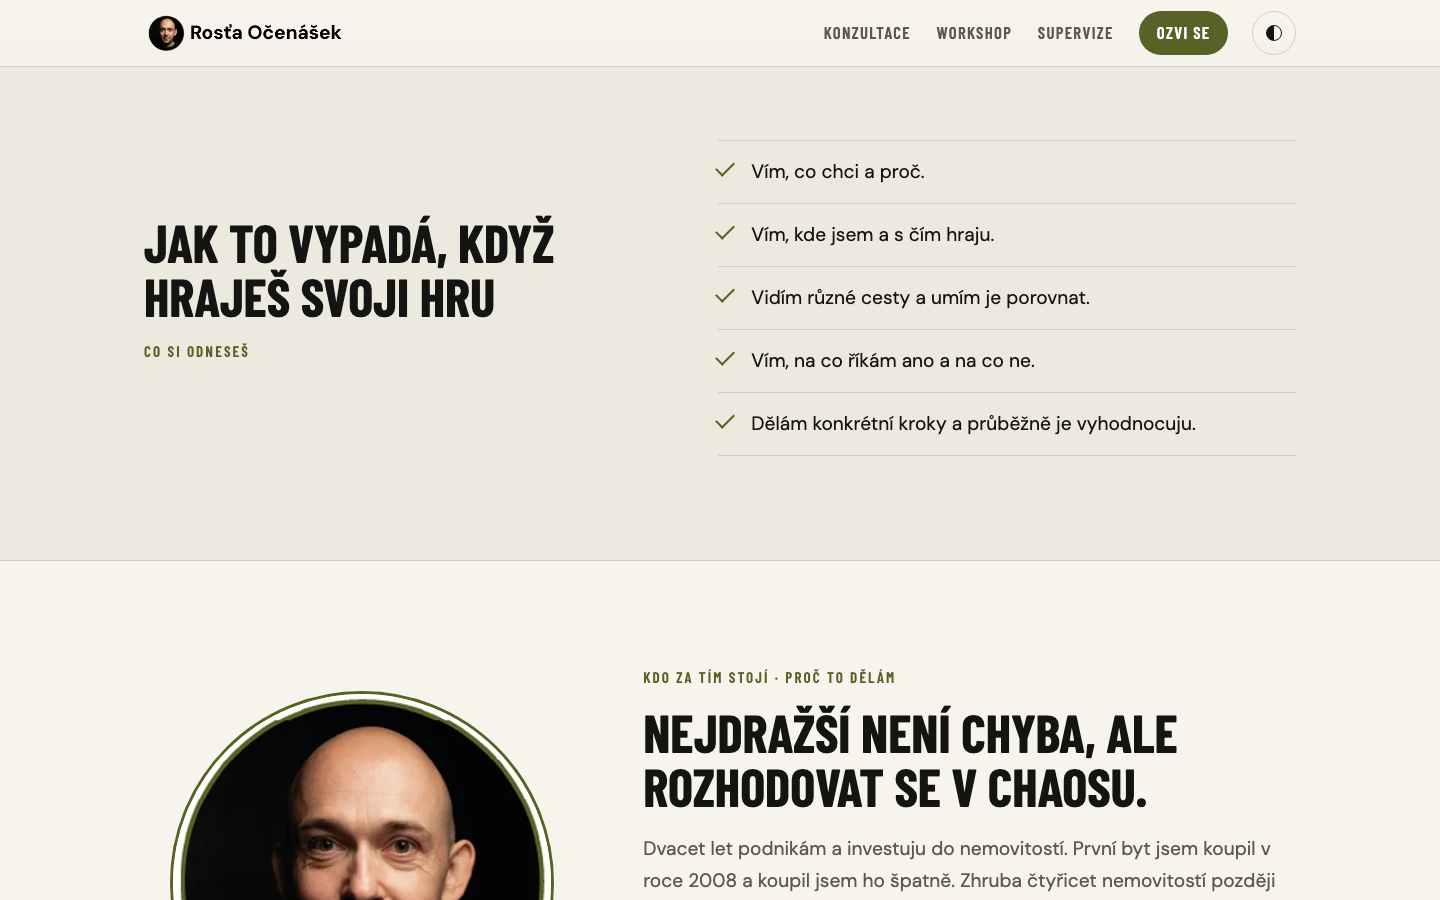 Rosťa Očenášek
KONZULTACE
WORKSHOP
SUPERVIZE
OZVI SE
JAK TO VYPADÁ, KDYŽ
HRAJEŠ SVOJI HRU
CO SI ODNESEŠ
Vím, co chci a proč.
Vím, kde jsem a s čím hraju.
Vidím různé cesty a umím je porovnat.
Vím, na co říkám ano a na co ne.
Dělám konkrétní kroky a průběžně je vyhodnocuju.
KDO ZA TÍM STOJÍ · PROČ TO DĚLÁM
NEJDRAŽŠÍ NENÍ CHYBA, ALE
ROZHODOVAT SE V CHAOSU.
Dvacet let podnikám a investuju do nemovitostí. První byt jsem koupil v
roce 2008 a koupil jsem ho špatně. Zhruba čtyřicet nemovitostí později